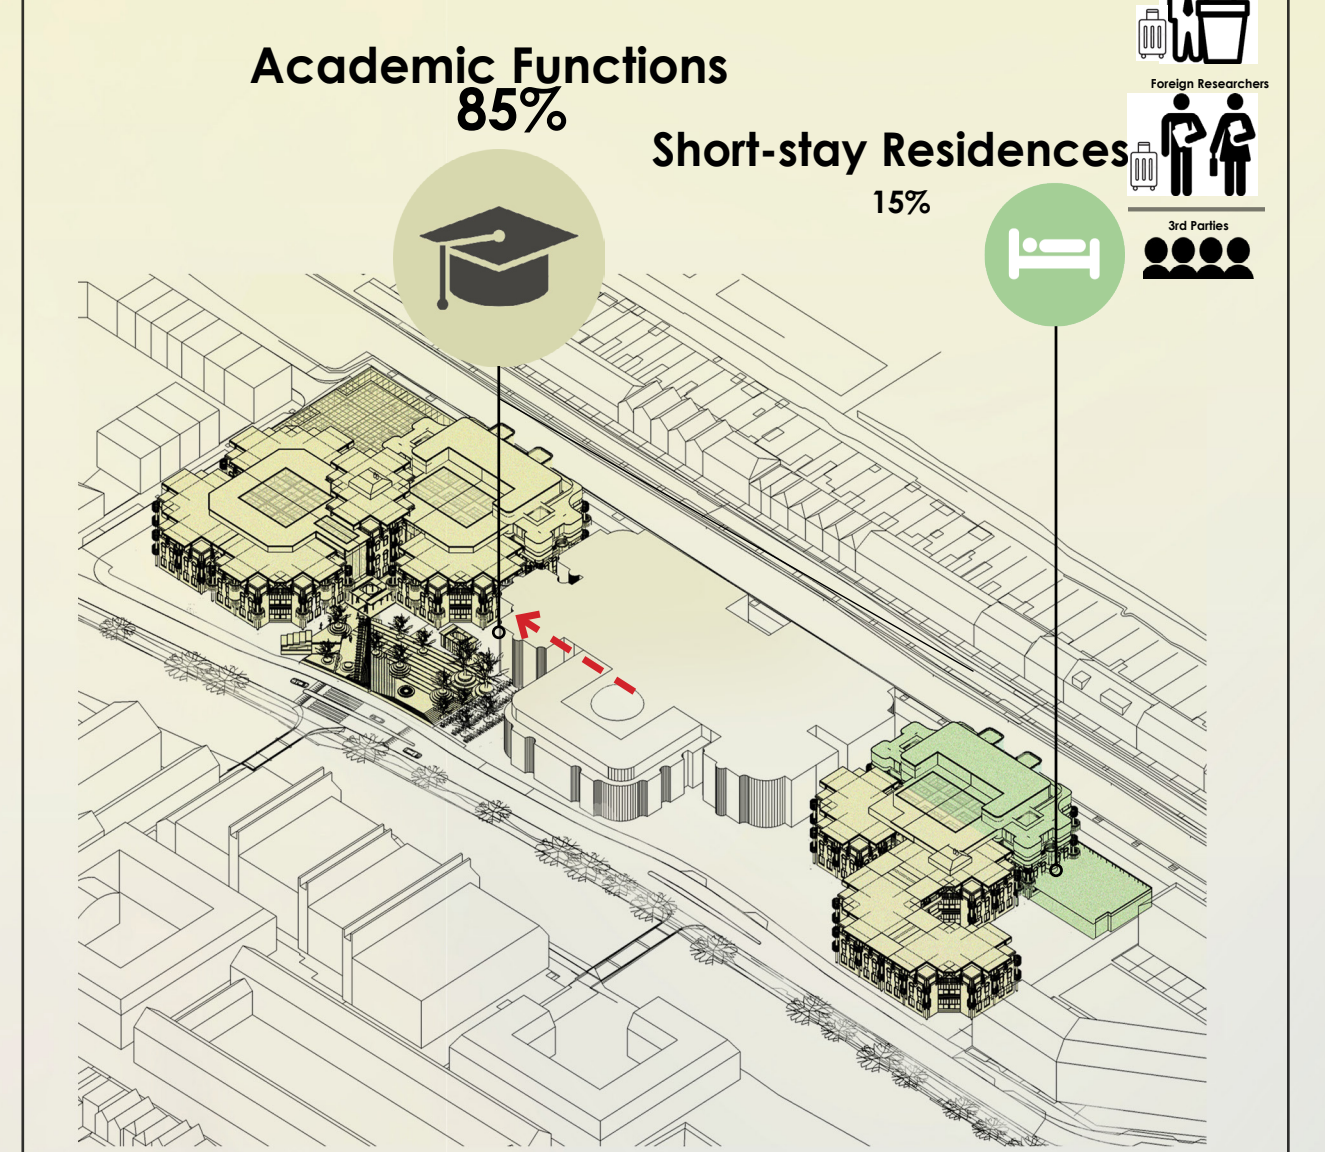 Academic Functions
85%
Short-stay Residences
15%
Foreign Researchers
3rd Parties